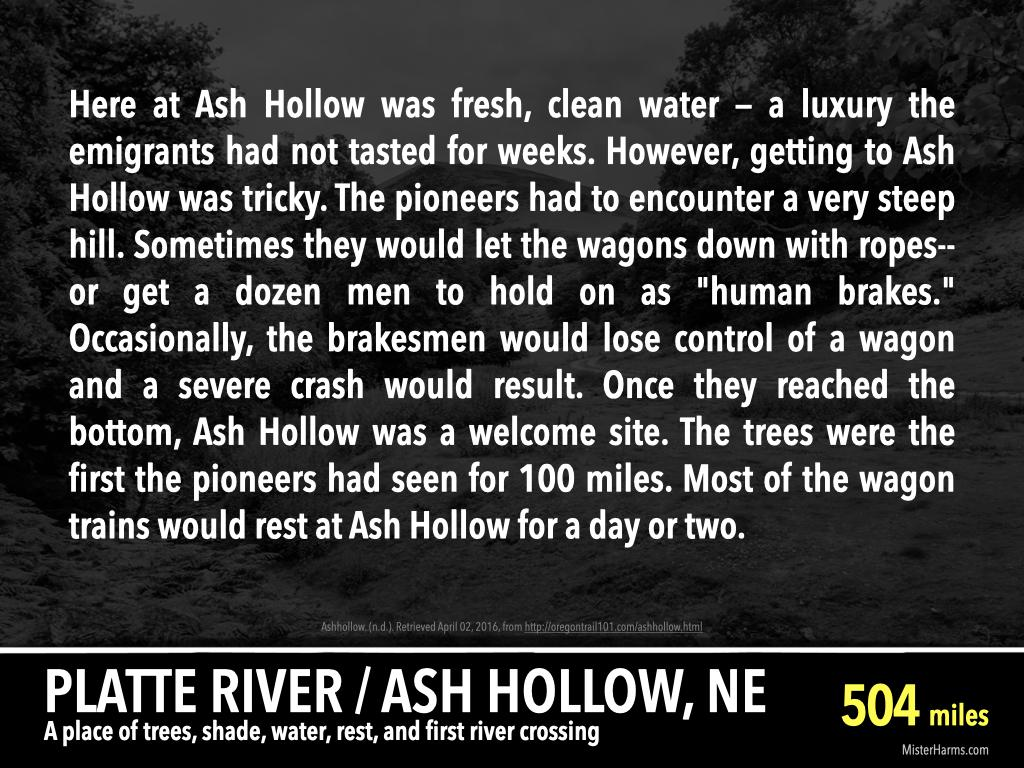 Here at Ash Hollow was fresh, clean water – a luxury the
emigrants had not tasted for weeks. However, getting to Ash
Hollow was tricky. The pioneers had to encounter a very steep
hill. Sometimes they would let the wagons down with ropes--
or get a dozen men to hold on as "human brakes."
Occasionally, the brakesmen would lose control of a wagon
and a severe crash would result. Once they reached the
bottom, Ash Hollow was a welcome site. The trees were the
first the pioneers had seen for 100 miles. Most of the wagon
trains would rest at Ash Hollow for a day or two.
Ashhollow. (n.d.). Retrieved April 02, 2016, from http://oregontrail101.com/ashhollow.html
PLATTE RIVER / ASH HOLLOW, NE
A place of trees, shade, water, rest, and first river crossing
504 miles
MisterHarms.com